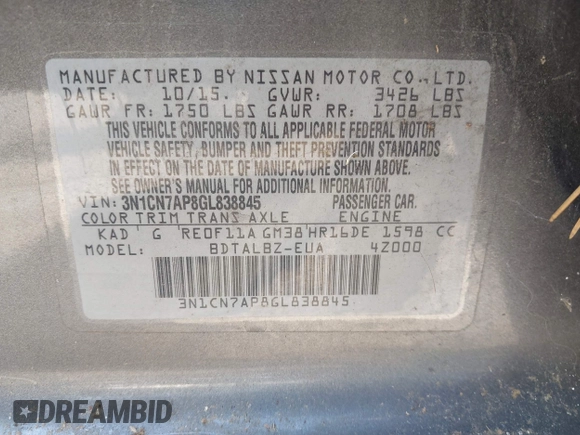 MANUFACTURED BY NISSAN MOTOR CO., LTD.
DATE: 10/15. GVWR: 3426 LBS
GAWR FR: 1750 LBS GAWR RR: 1708 LBS
THIS VEHICLE CONFORMS TO ALL APPLICABLE FEDERAL MOTOR
VEHICLE SAFETY, BUMPER AND THEFT PREVENTION STANDARDS
IN EFFECT ON THE DATE OF MANUFACTURE SHOWN ABOVE.
SEE OWNER'S MANUAL FOR ADDITIONAL INFORMATION.
VIN: 3N1CN7AP8GL838845 PASSENGER CAR.
COLOR TRIM TRANS AXLE ENGINE
KAD G RE0F11A GM38 HR16DE 1598 CC
MODEL: BDTALBZ-EUA 4Z000
3N1CN7AP8GL838845
DREAMBID